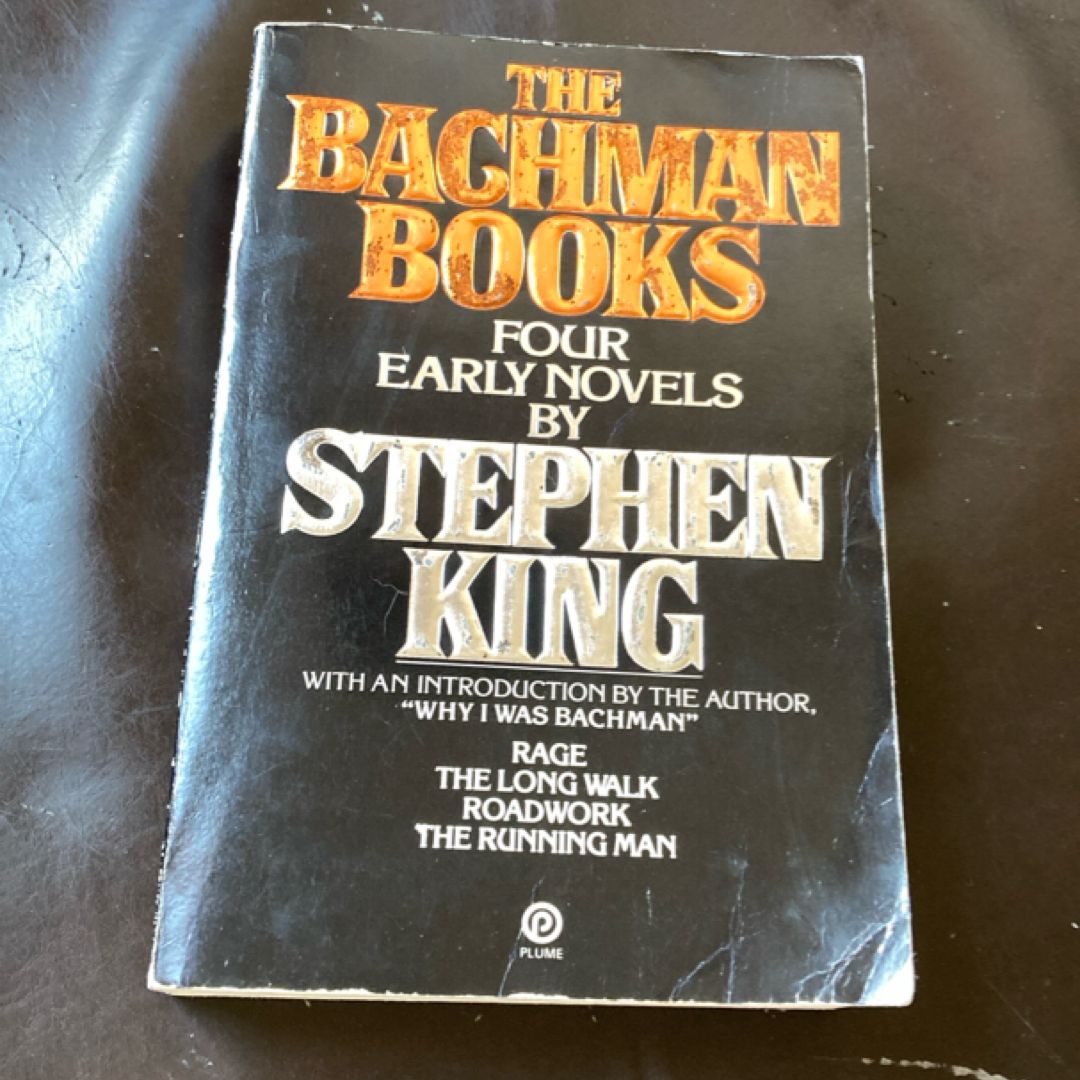 THE
BACHMAN
BOOKS
FOUR
EARLY NOVELS
BY
STEPHEN
KING
WITH AN INTRODUCTION BY THE AUTHOR,
"WHY I WAS BACHMAN"
RAGE
THE LONG WALK
ROADWORK
THE RUNNING MAN
P
PLUME